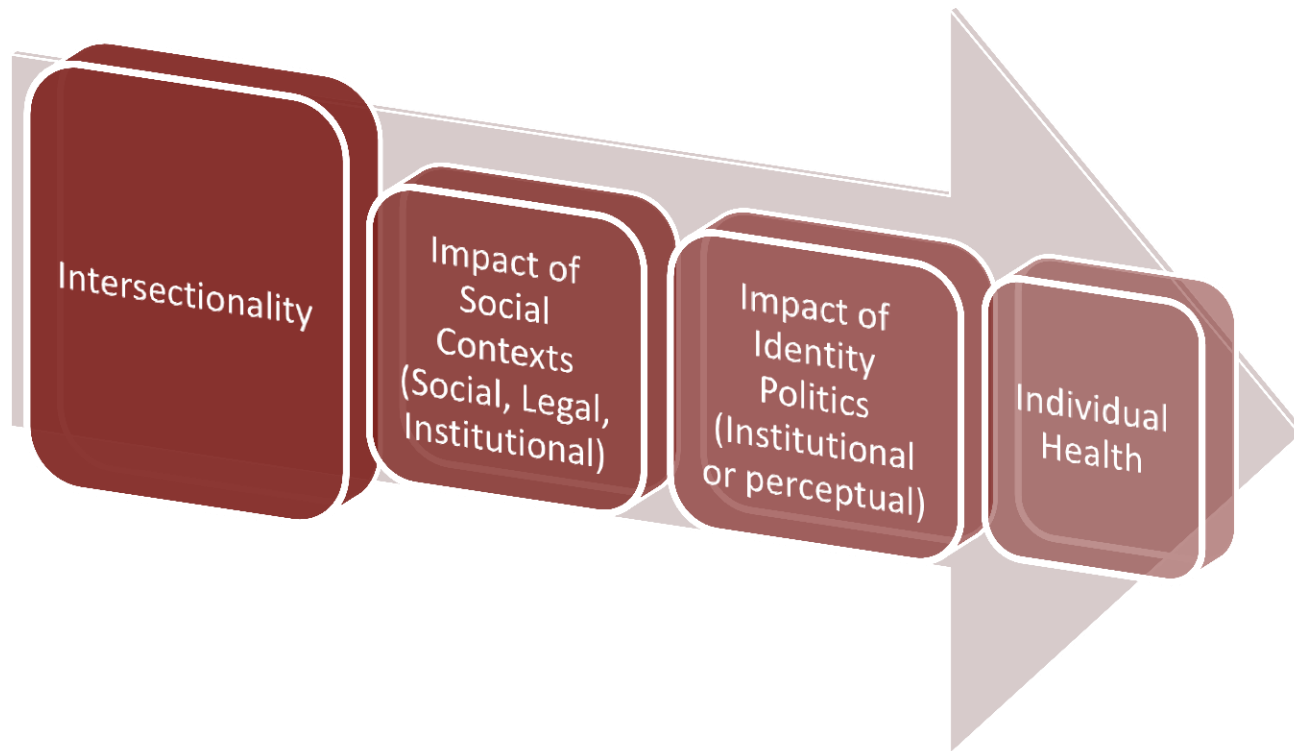 Intersectionality
Impact of
Social
Contexts
(Social, Legal,
Institutional)
Impact of
Identity
Politics
(Institutional
or perceptual)
Individual
Health